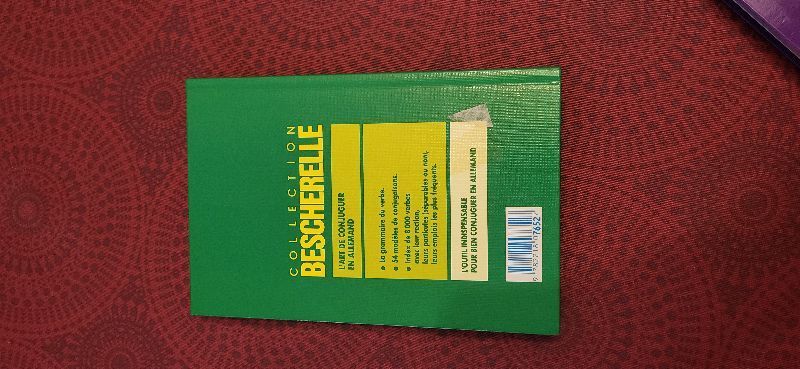 COLLECTION
BESCHERELLE
L'ART DE CONJUGUER
EN ALLEMAND
• La grammaire du verbe.
• 54 modèles de conjugaisons.
• Index de 8 000 verbes
avec leur rection,
leurs particules (séparables ou non),
leurs emplois les plus fréquents.
L'OUTIL INDISPENSABLE
POUR BIEN CONJUGUER EN ALLEMAND